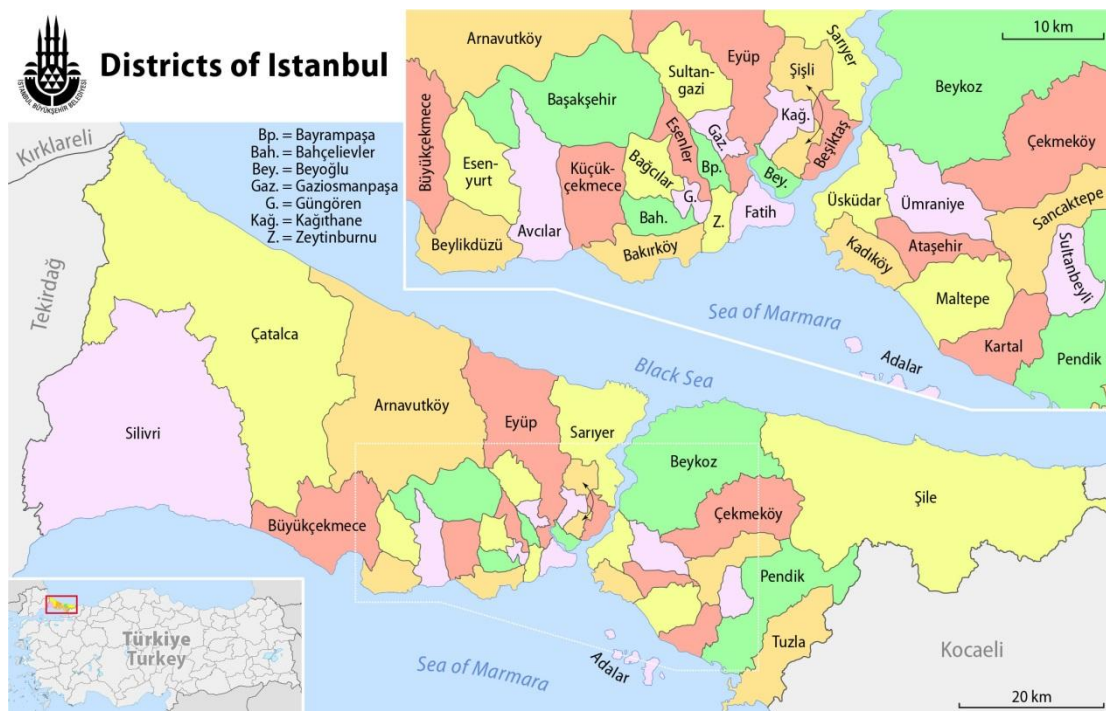 Districts of Istanbul
İSTANBUL BÜYÜKŞEHİR BELEDİYESİ
Bp. = Bayrampaşa
Bah. = Bahçelievler
Bey. = Beyoğlu
Gaz. = Gaziosmanpaşa
G. = Güngören
Kağ. = Kağıthane
Z. = Zeytinburnu
10 km
Arnavutköy
Eyüp
Sarıyer
Sultan-
gazi
Şişli
Beykoz
Başakşehir
Büyükçekmece
Kağ.
Çekmeköy
Esenler
Gaz.
Beşiktaş
Esen-
yurt
Küçük-
çekmece
Bağcılar
Bp.
Bey.
Üsküdar
Ümraniye
Sancaktepe
G.
Bah.
Z.
Fatih
Avcılar
Beylikdüzü
Bakırköy
Kadıköy
Ataşehir
Sultanbeyli
Maltepe
Sea of Marmara
Kartal
Adalar
Pendik
Kırklareli
Tekirdağ
Çatalca
Black Sea
Arnavutköy
Eyüp
Sarıyer
Silivri
Beykoz
Büyükçekmece
Çekmeköy
Şile
Pendik
Tuzla
Adalar
Sea of Marmara
Kocaeli
Türkiye
Turkey
20 km